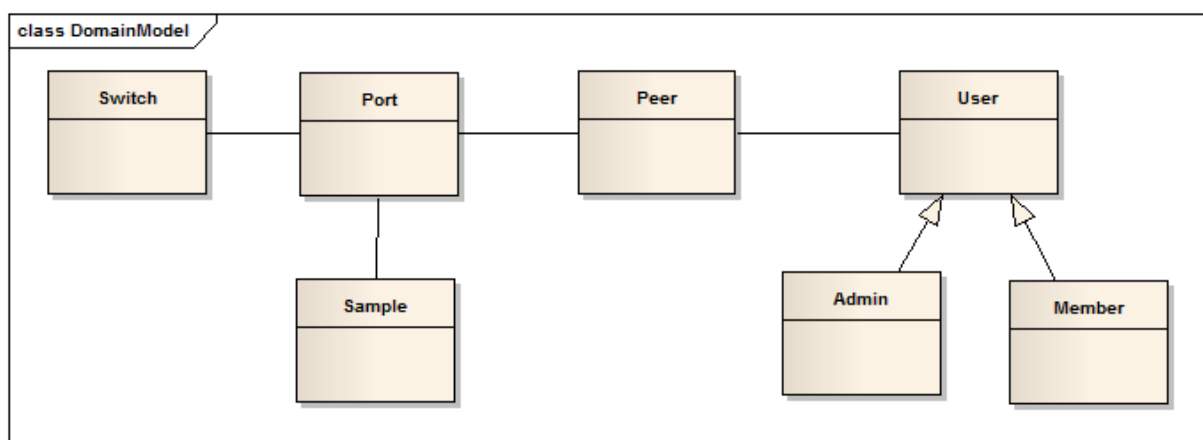 class DomainModel
Switch
Port
Peer
User
Sample
Admin
Member